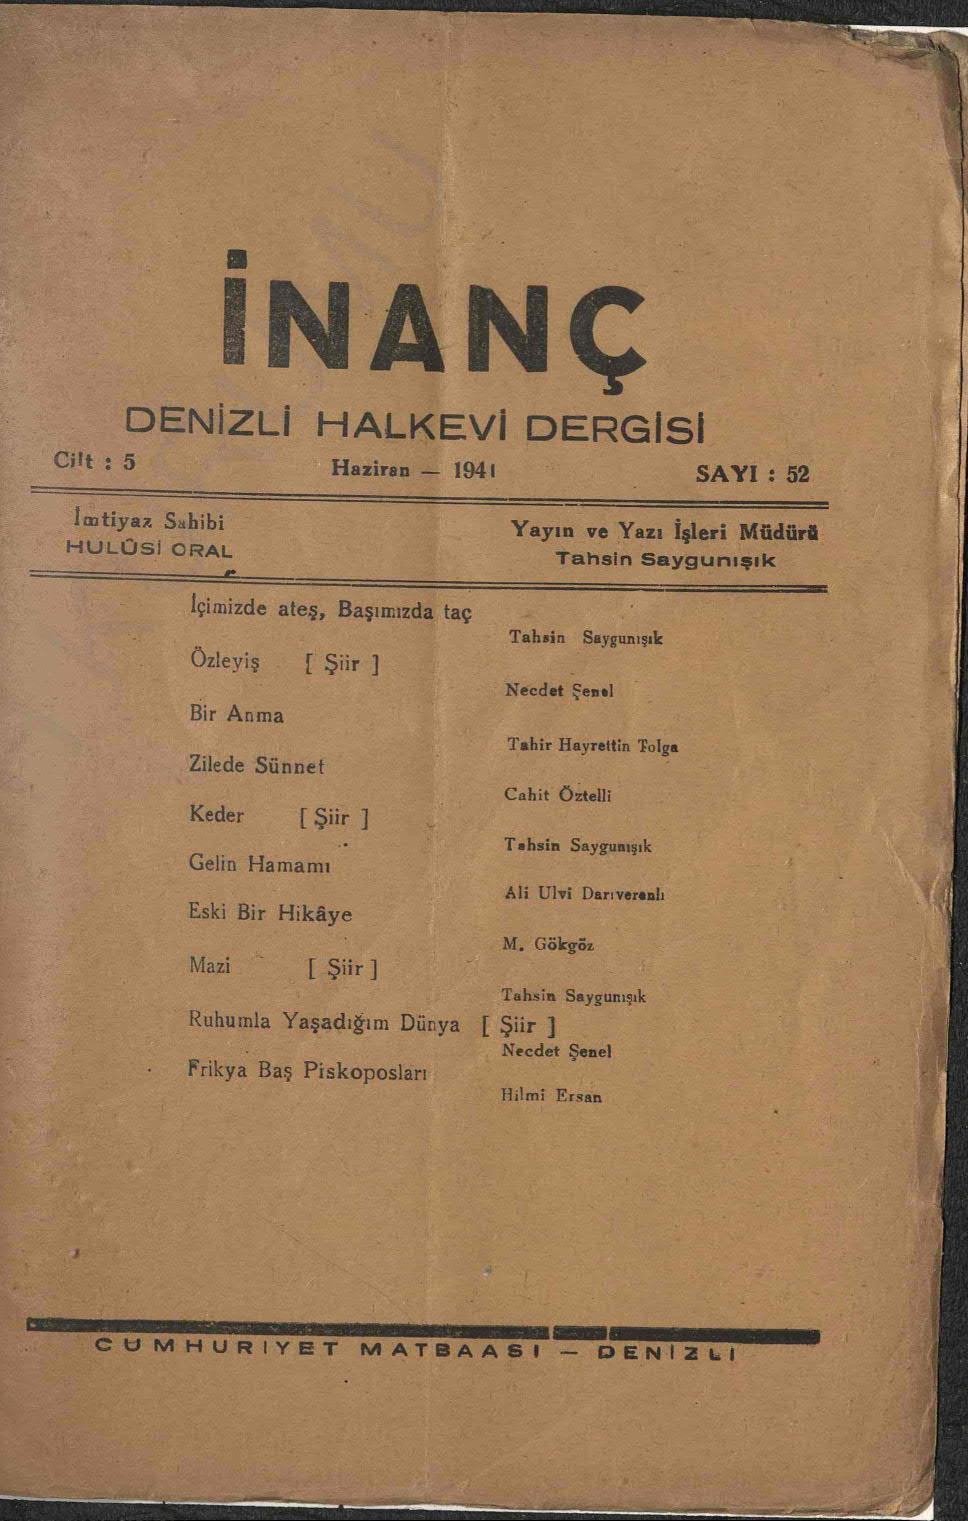 İNANÇ
DENİZLİ HALKEVİ DERGİSİ
Cilt : 5 Haziran — 1941 SAYI : 52
İmtiyaz Sahibi
HULÛSİ ORAL
Yayın ve Yazı İşleri Müdürü
Tahsin Saygunışık
İçimizde ateş, Başımızda taç
Tahsin Saygunışık
Özleyiş [ Şiir ]
Necdet Şenel
Bir Anma
Tahir Hayrettin Tolga
Zilede Sünnet
Cahit Öztelli
Keder [ Şiir ]
Tahsin Saygunışık
Gelin Hamamı
Ali Ulvi Darıverenlı
Eski Bir Hikâye
M. Gökgöz
Mazi [ Şiir ]
Tahsin Saygunışık
Ruhumla Yaşadığım Dünya [ Şiir ]
Necdet Şenel
Frikya Baş Piskoposları
Hilmi Ersan
CUMHURIYET MATBAASI — DENİZLİ